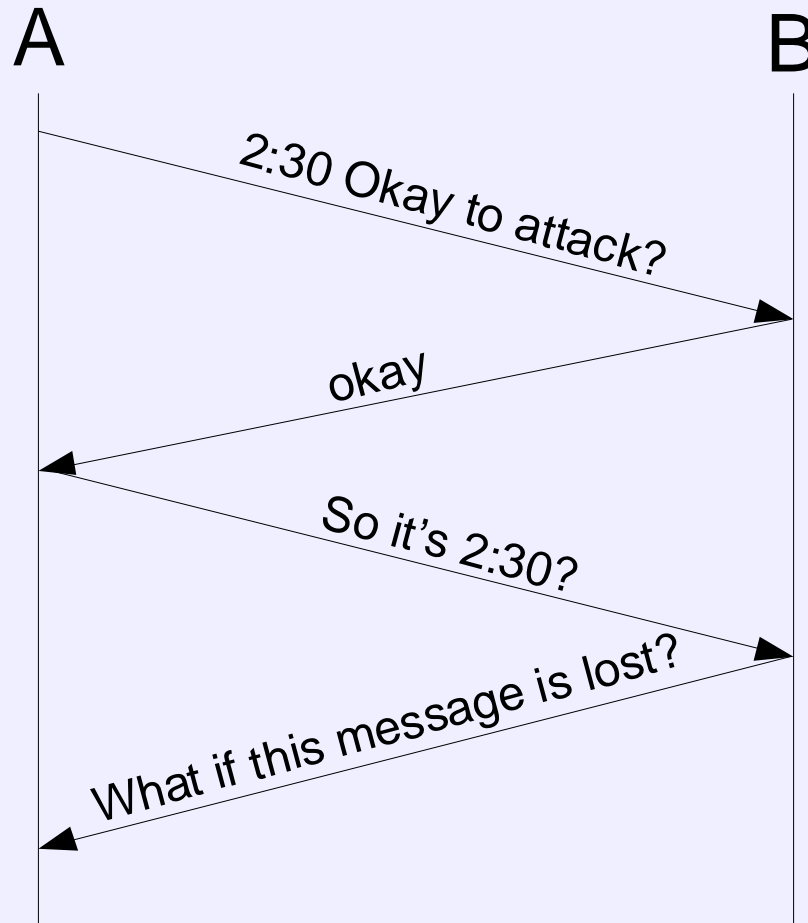 A
B
2:30 Okay to attack?
okay
So it’s 2:30?
What if this message is lost?